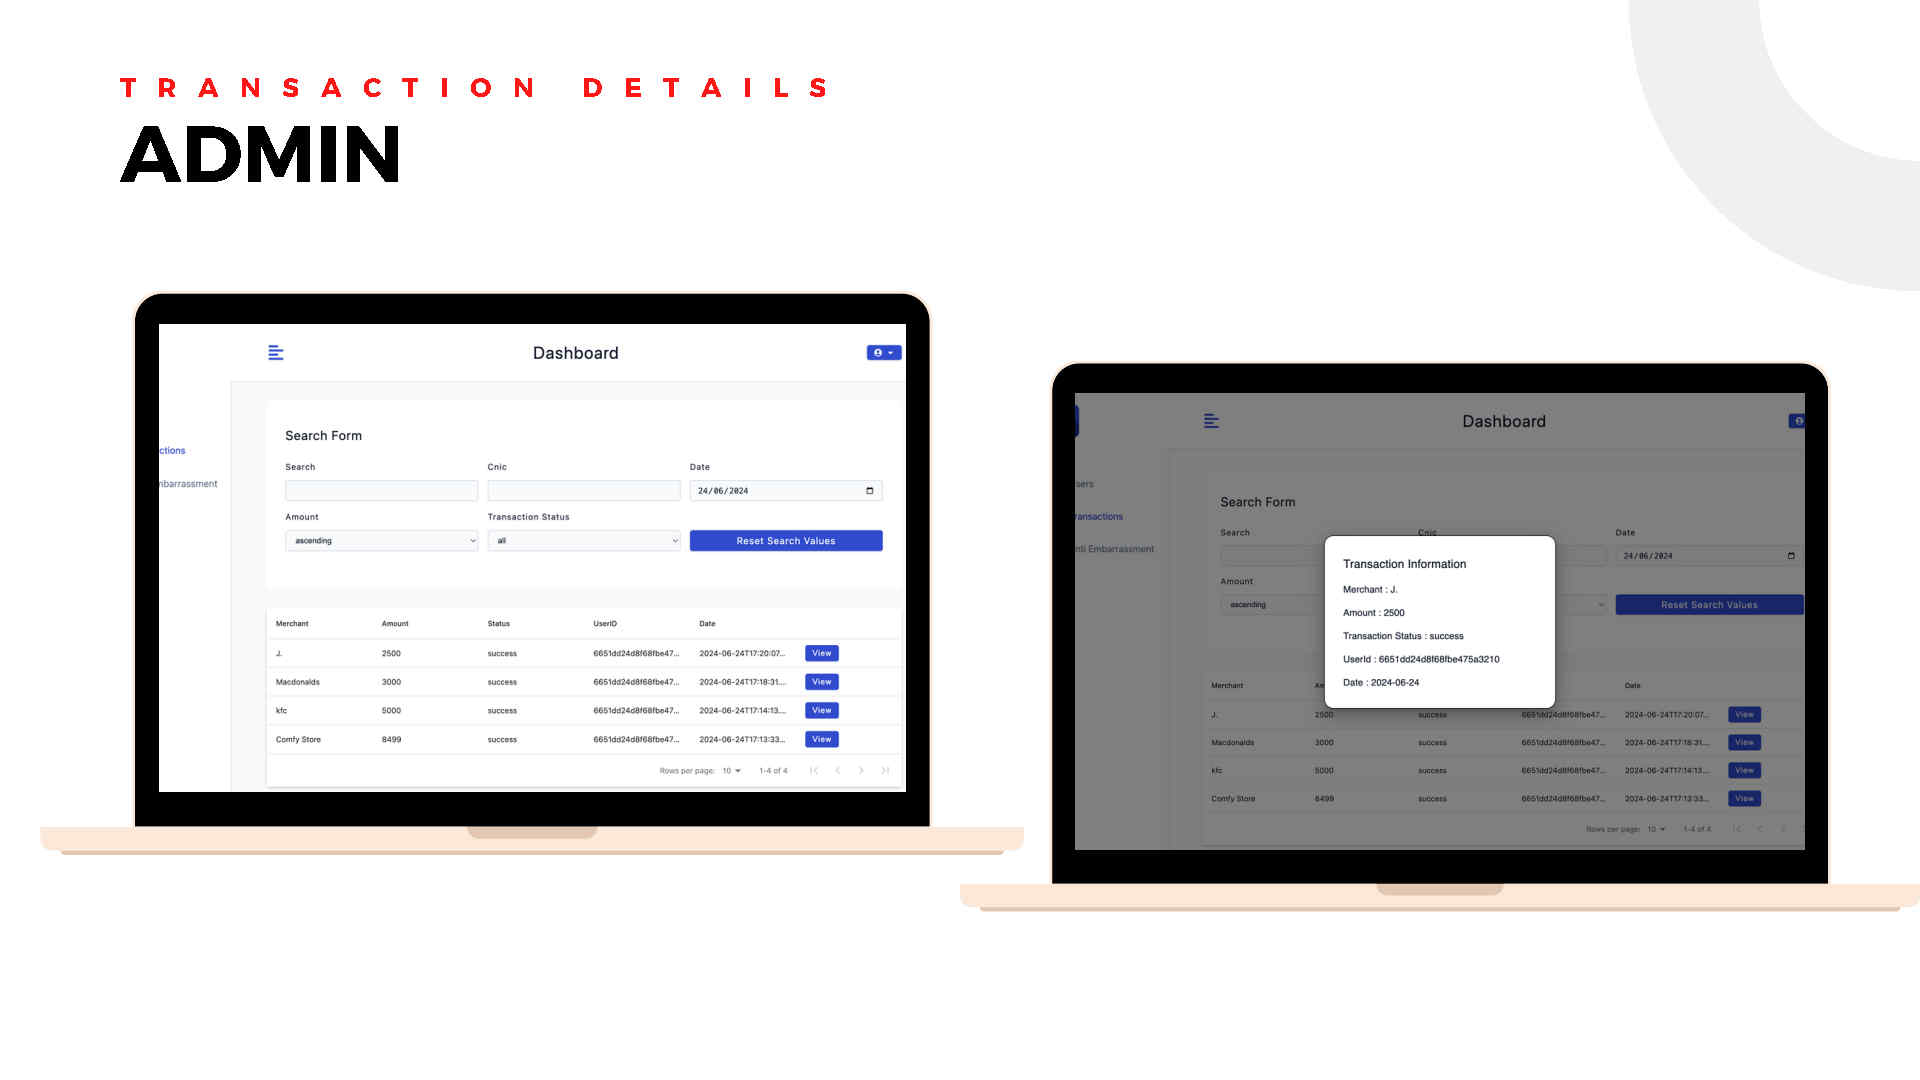 TRANSACTION DETAILS
ADMIN
Dashboard
ctions
mbarrassment
Search Form
Search Cnic Date
24/06/2024
Amount Transaction Status
ascending all Reset Search Values
Merchant Amount Status UserID Date
J. 2500 success 6651dd24d8f68fbe47... 2024-06-24T17:20:07... View
Macdonalds 3000 success 6651dd24d8f68fbe47... 2024-06-24T17:18:31.... View
kfc 5000 success 6651dd24d8f68fbe47... 2024-06-24T17:14:13.... View
Comfy Store 8499 success 6651dd24d8f68fbe47... 2024-06-24T17:13:33... View
Rows per page: 10 1-4 of 4
Dashboard
sers
ransactions
nti Embarrassment
Search Form
Search Cnic Date
24/06/2024
Amount
ascending Reset Search Values
Transaction Information
Merchant : J.
Amount : 2500
Transaction Status : success
UserId : 6651dd24d8f68fbe475a3210
Date : 2024-06-24
Merchant Am Date
J. 2500 success 6651dd24d8f68fbe47... 2024-06-24T17:20:07... View
Macdonalds 3000 success 6651dd24d8f68fbe47... 2024-06-24T17:18:31.... View
kfc 5000 success 6651dd24d8f68fbe47... 2024-06-24T17:14:13.... View
Comfy Store 8499 success 6651dd24d8f68fbe47... 2024-06-24T17:13:33... View
Rows per page: 10 1-4 of 4